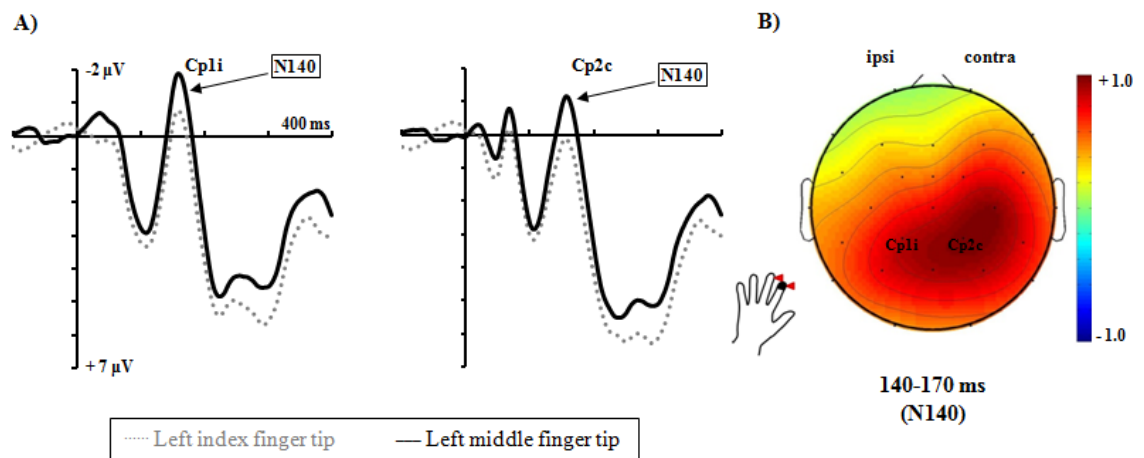 A)
-2 µV
Cp1i
N140
400 ms
+ 7 µV
Cp2c
N140
Left index finger tip
Left middle finger tip
B)
ipsi
contra
+ 1.0
Cp1i
Cp2c
- 1.0
140-170 ms
(N140)